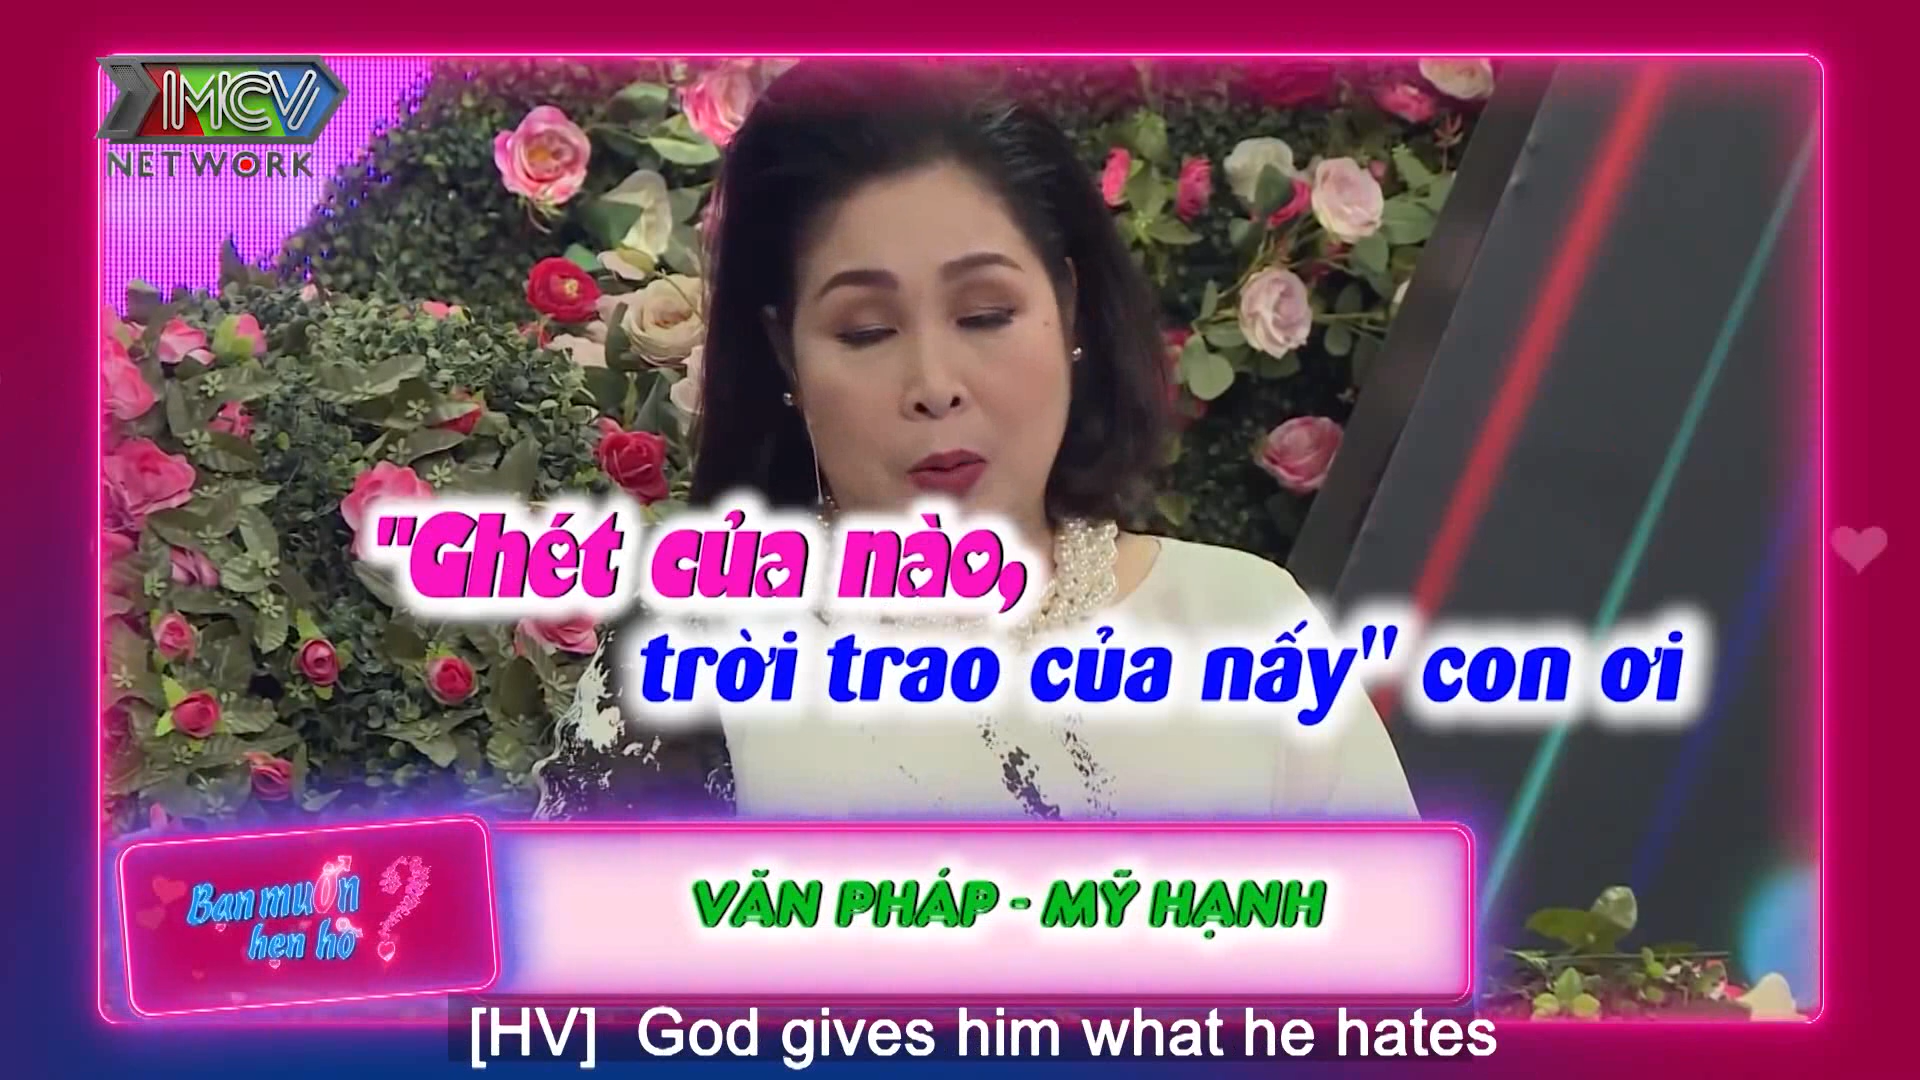 MCV
NETWORK
"Ghét của nào,
trời trao của nấy" con ơi
Bạn muốn
hẹn hò
?
VĂN PHÁP - MỸ HẠNH
[HV] God gives him what he hates